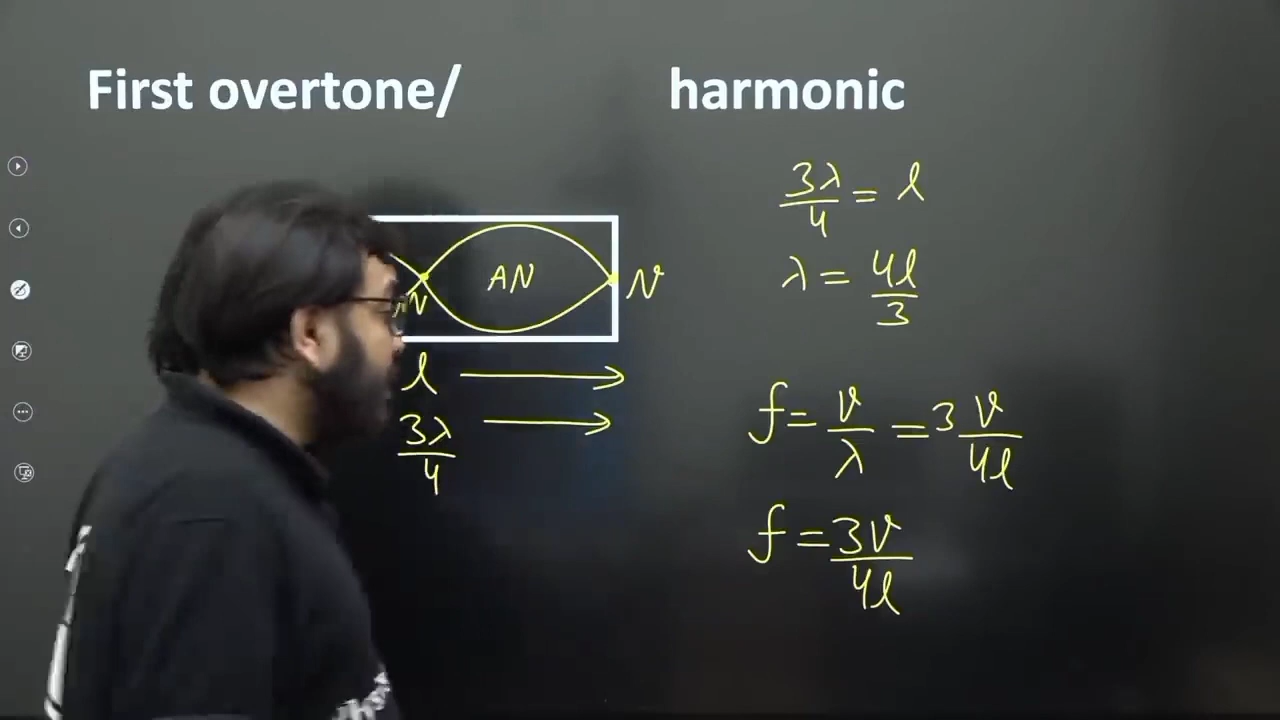 First overtone/ harmonic
3λ/4 = l
λ = 4l/3
AN N
N
l
3λ/4
f = v/λ = 3 v/4l
f = 3v/4l